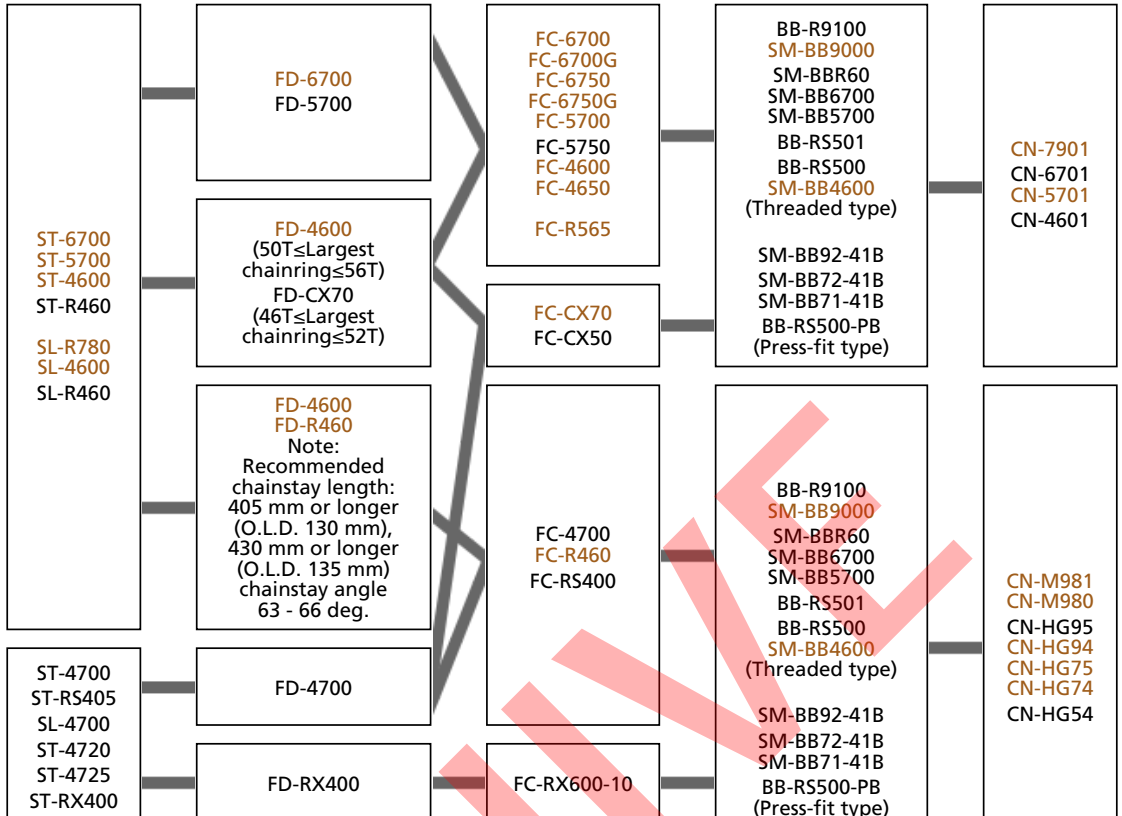 ST-6700
ST-5700
ST-4600
ST-R460
SL-R780
SL-4600
SL-R460
FD-6700
FD-5700
FD-4600
(50T≤Largest
chainring≤56T)
FD-CX70
(46T≤Largest
chainring≤52T)
FD-4600
FD-R460
Note:
Recommended
chainstay length:
405 mm or longer
(O.L.D. 130 mm),
430 mm or longer
(O.L.D. 135 mm)
chainstay angle
63 - 66 deg.
FC-6700
FC-6700G
FC-6750
FC-6750G
FC-5700
FC-5750
FC-4600
FC-4650
FC-R565
FC-CX70
FC-CX50
BB-R9100
SM-BB9000
SM-BBR60
SM-BB6700
SM-BB5700
BB-RS501
BB-RS500
SM-BB4600
(Threaded type)
SM-BB92-41B
SM-BB72-41B
SM-BB71-41B
BB-RS500-PB
(Press-fit type)
CN-7901
CN-6701
CN-5701
CN-4601
ST-4700
ST-RS405
SL-4700
ST-4720
ST-4725
ST-RX400
FD-4700
FD-RX400
FC-4700
FC-R460
FC-RS400
FC-RX600-10
BB-R9100
SM-BB9000
SM-BBR60
SM-BB6700
SM-BB5700
BB-RS501
BB-RS500
SM-BB4600
(Threaded type)
SM-BB92-41B
SM-BB72-41B
SM-BB71-41B
BB-RS500-PB
(Press-fit type)
CN-M981
CN-M980
CN-HG95
CN-HG94
CN-HG75
CN-HG74
CN-HG54